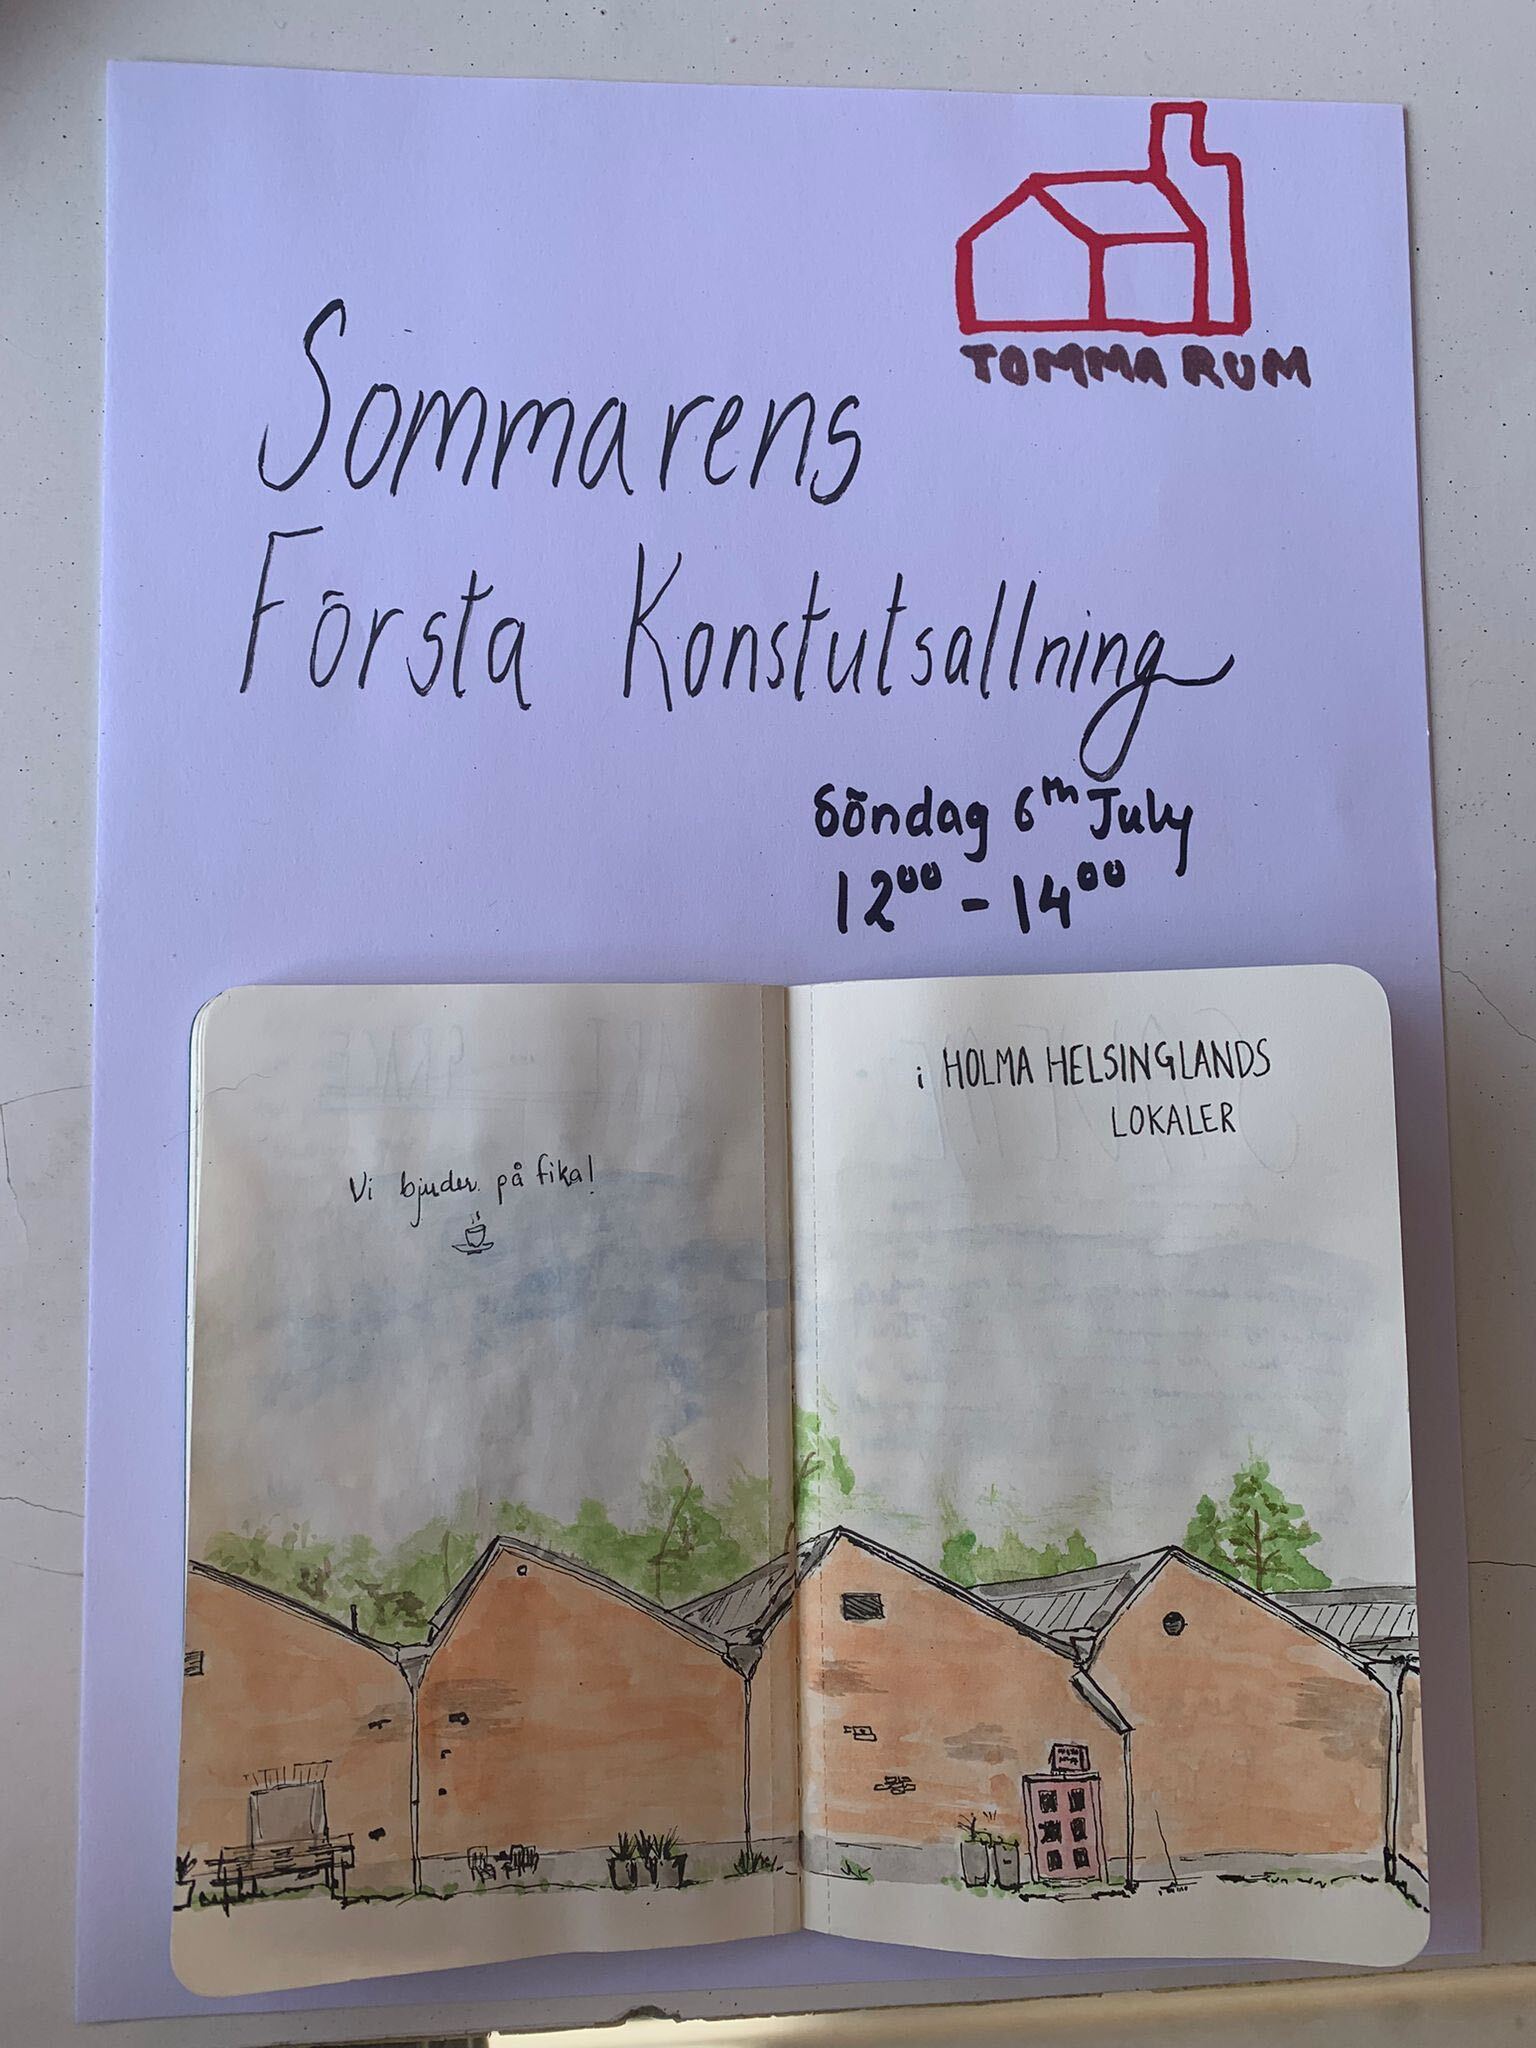 TOMMA RUM
Sommarens
Första Konstutsallning
Söndag 6th July
1200 - 1400
i HOLMA HELSINGLANDS
LOKALER
Vi bjuder på fika!